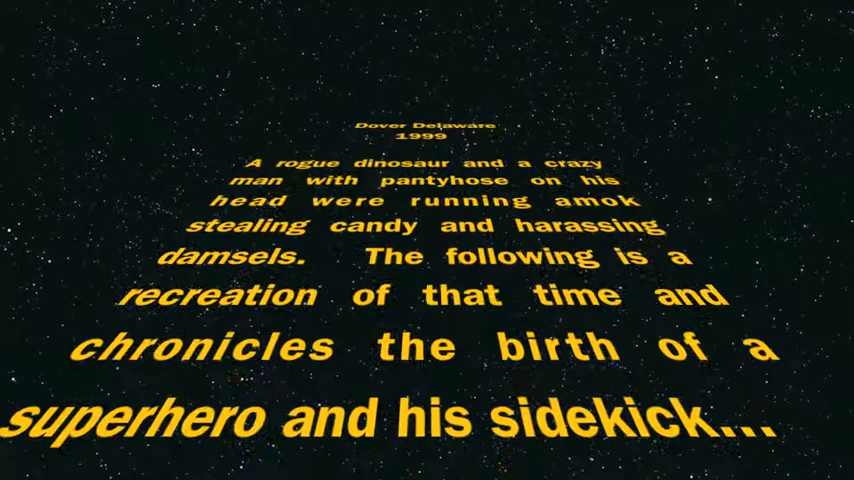 Dover Delaware
1999
A rogue dinosaur and a crazy
man with pantyhose on his
head were running amok
stealing candy and harassing
damsels. The following is a
recreation of that time and
chronicles the birth of a
superhero and his sidekick...